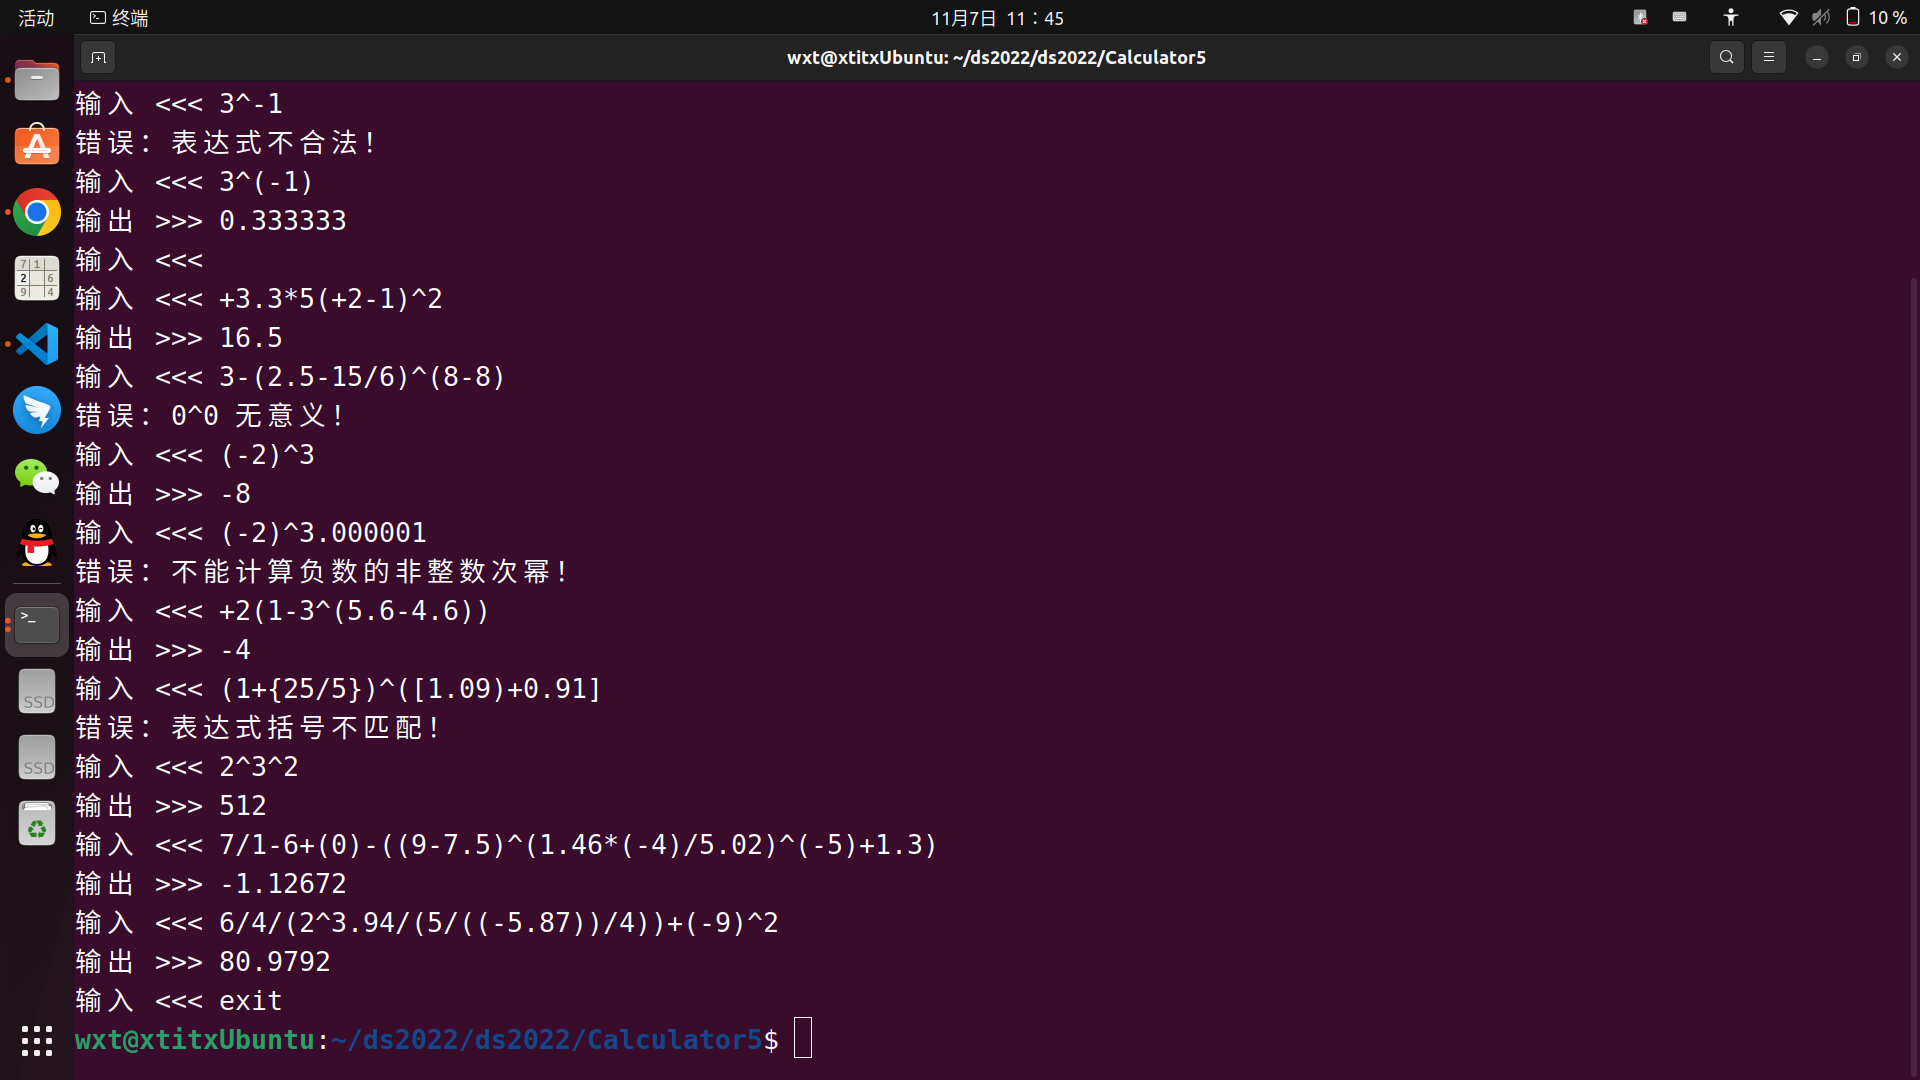 活动 终端 11月7日 11：45 10 %
wxt@xtitxUbuntu: ~/ds2022/ds2022/Calculator5
输入 <<< 3^-1
错误：表达式不合法！
输入 <<< 3^(-1)
输出 >>> 0.333333
输入 <<<
输入 <<< +3.3*5(+2-1)^2
输出 >>> 16.5
输入 <<< 3-(2.5-15/6)^(8-8)
错误：0^0 无意义！
输入 <<< (-2)^3
输出 >>> -8
输入 <<< (-2)^3.000001
错误：不能计算负数的非整数次幂！
输入 <<< +2(1-3^(5.6-4.6))
输出 >>> -4
输入 <<< (1+{25/5})^([1.09)+0.91]
错误：表达式括号不匹配！
输入 <<< 2^3^2
输出 >>> 512
输入 <<< 7/1-6+(0)-((9-7.5)^(1.46*(-4)/5.02)^(-5)+1.3)
输出 >>> -1.12672
输入 <<< 6/4/(2^3.94/(5/((-5.87))/4))+(-9)^2
输出 >>> 80.9792
输入 <<< exit
wxt@xtitxUbuntu:~/ds2022/ds2022/Calculator5$
7 1
2 6
9 4
>_
SSD
SSD